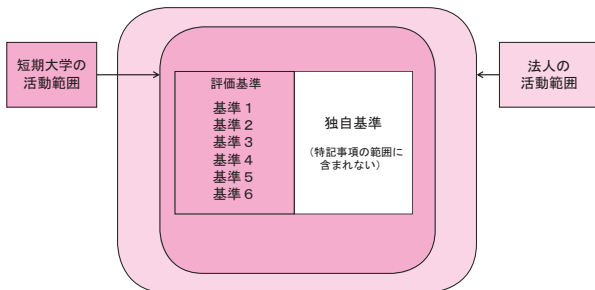 短期大学の
活動範囲
評価基準
基準1
基準2
基準3
基準4
基準5
基準6
独自基準
(特記事項の範囲に
含まれない)
法人の
活動範囲